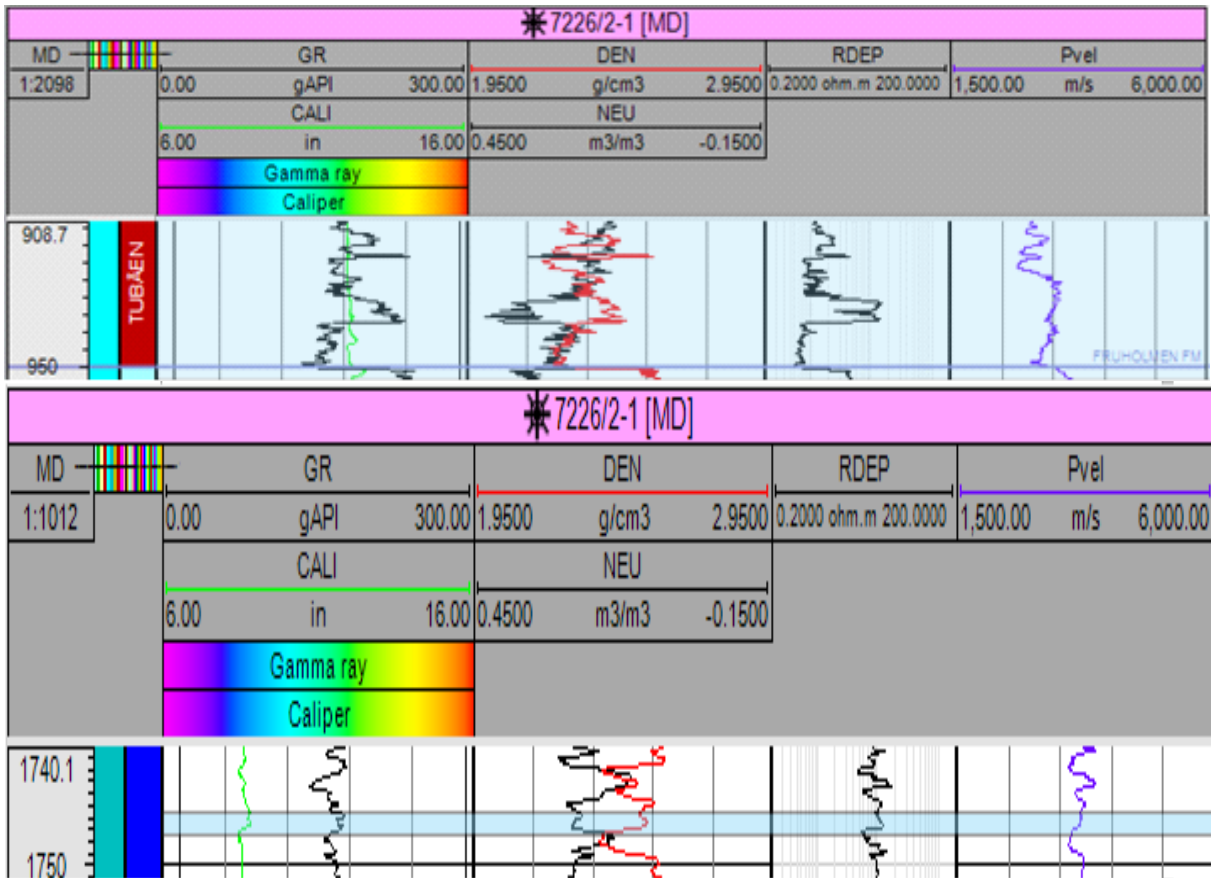 7226/2-1 [MD]
MD GR DEN RDEP Pvel
1:2098 0.00 gAPI 300.00 1.9500 g/cm3 2.9500 0.2000 ohm.m 200.0000 1,500.00 m/s 6,000.00
CALI NEU
6.00 in 16.00 0.4500 m3/m3 -0.1500
Gamma ray
Caliper
908.7
TUBÅEN
950 FRUHOLMEN FM
7226/2-1 [MD]
MD GR DEN RDEP Pvel
1:1012 0.00 gAPI 300.00 1.9500 g/cm3 2.9500 0.2000 ohm.m 200.0000 1,500.00 m/s 6,000.00
CALI NEU
6.00 in 16.00 0.4500 m3/m3 -0.1500
Gamma ray
Caliper
1740.1
1750